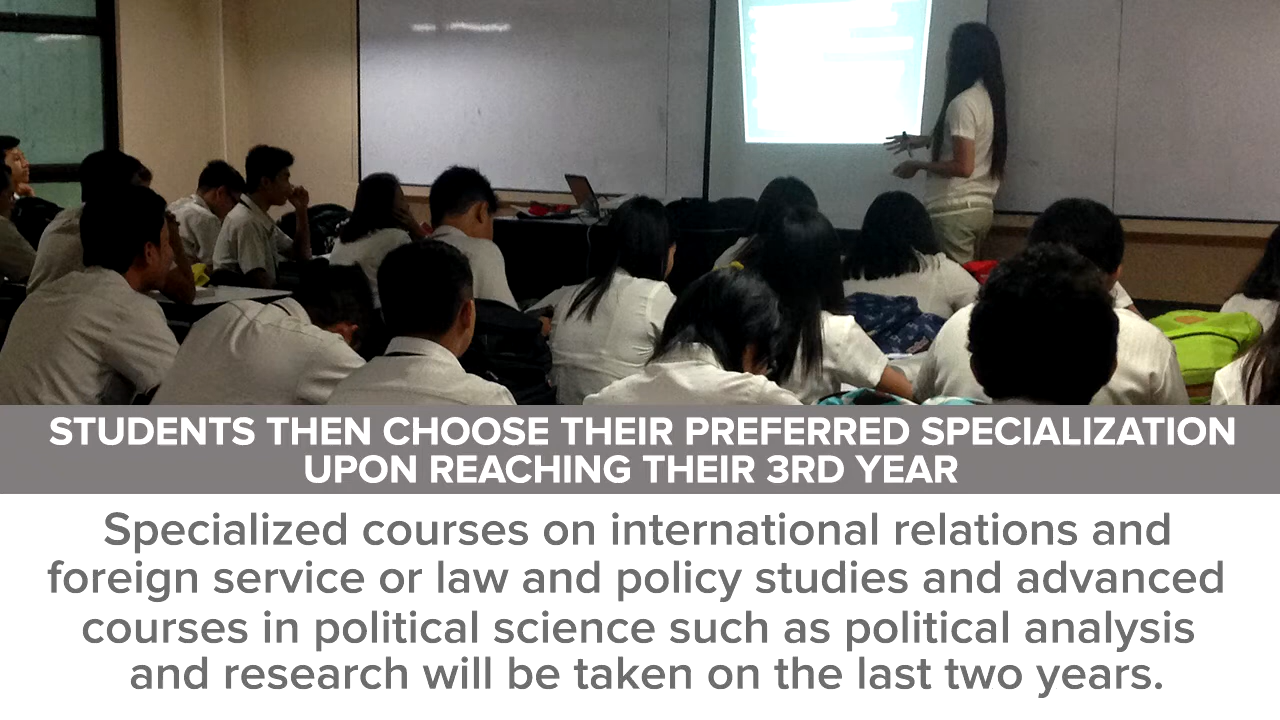 STUDENTS THEN CHOOSE THEIR PREFERRED SPECIALIZATION
UPON REACHING THEIR 3RD YEAR
Specialized courses on international relations and
foreign service or law and policy studies and advanced
courses in political science such as political analysis
and research will be taken on the last two years.